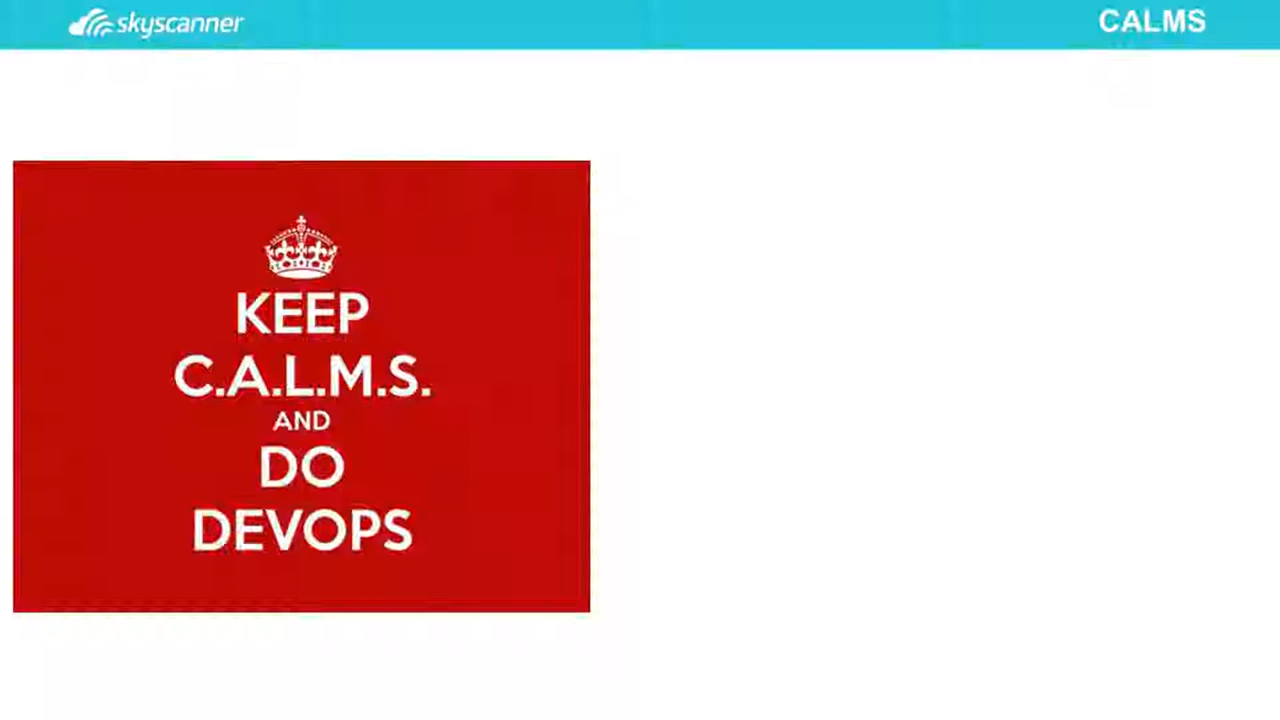 skyscanner
CALMS
KEEP
C.A.L.M.S.
AND
DO
DEVOPS